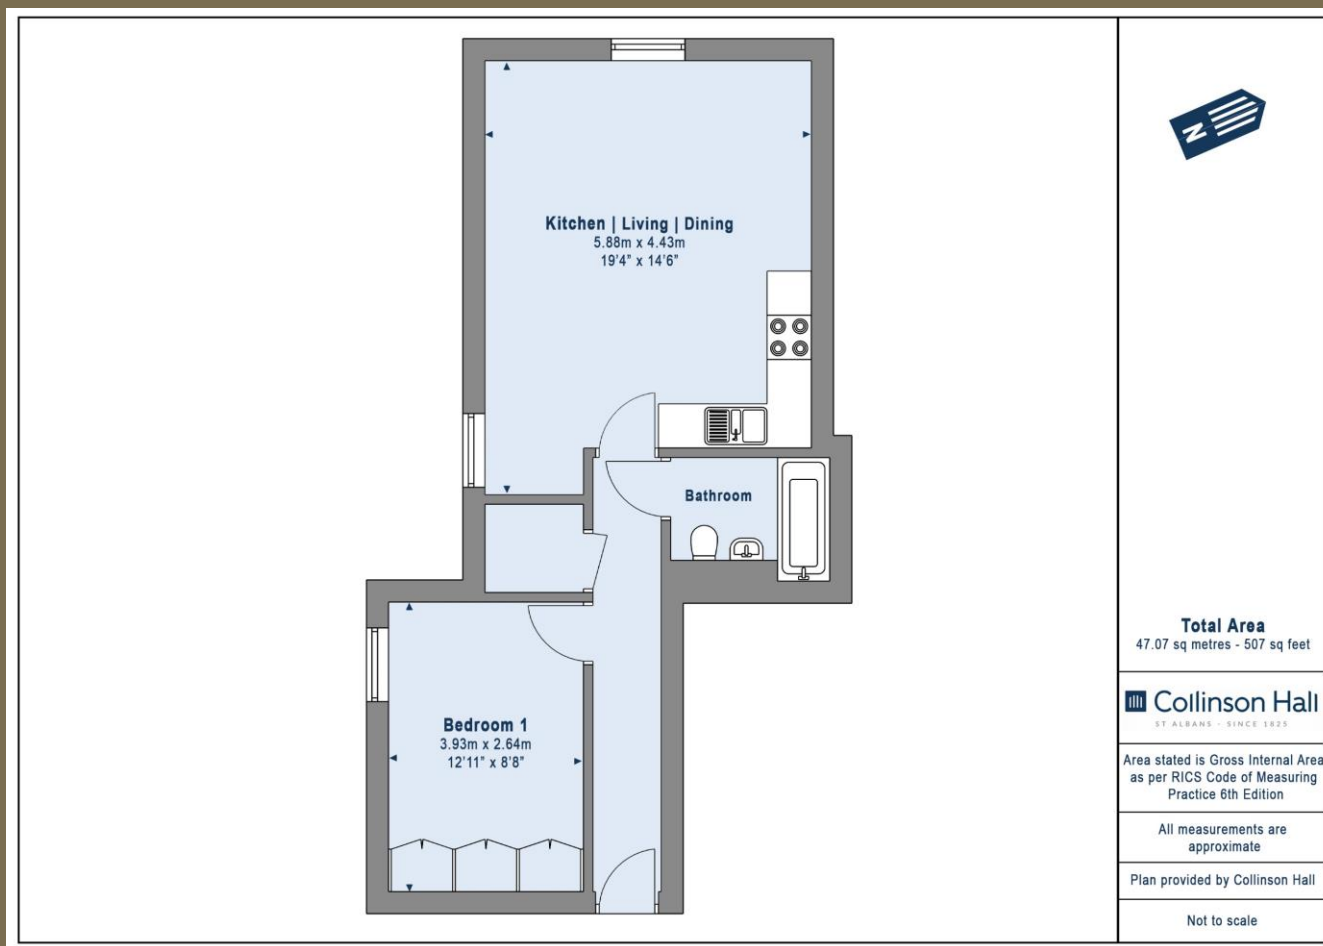 Kitchen | Living | Dining
5.88m x 4.43m
19'4" x 14'6"
Bathroom
Bedroom 1
3.93m x 2.64m
12'11" x 8'8"
N
Total Area
47.07 sq metres - 507 sq feet
Collinson Hall
ST ALBANS · SINCE 1825
Area stated is Gross Internal Area
as per RICS Code of Measuring
Practice 6th Edition
All measurements are
approximate
Plan provided by Collinson Hall
Not to scale